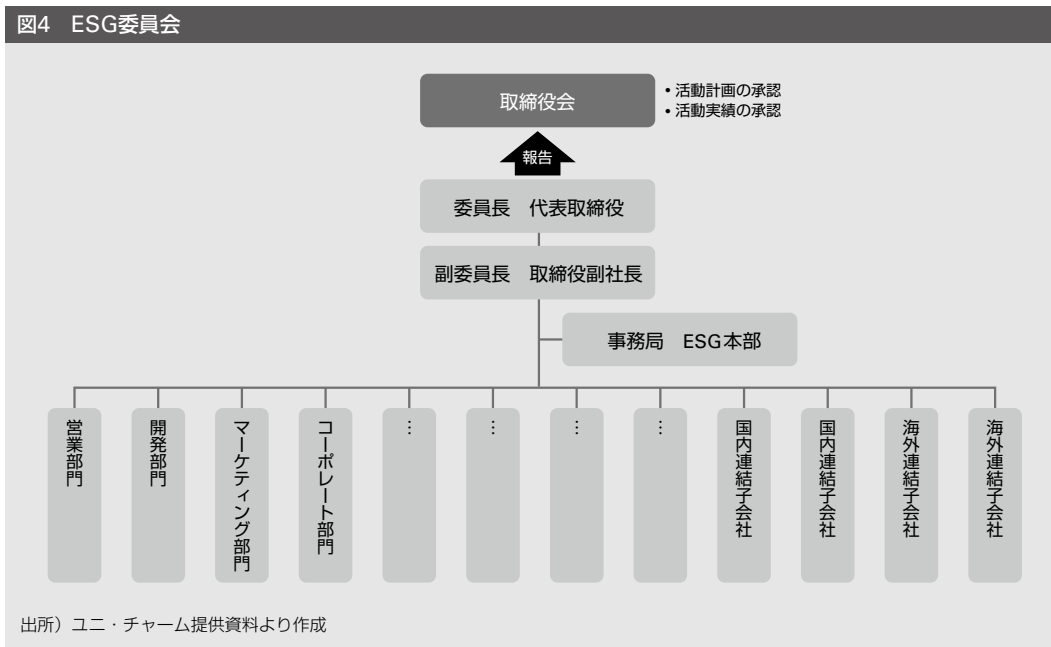 図4 ESG委員会
取締役会
• 活動計画の承認
• 活動実績の承認
報告
委員長 代表取締役
副委員長 取締役副社長
事務局 ESG本部
営業部門
開発部門
マーケティング部門
コーポレート部門
…
…
…
…
国内連結子会社
国内連結子会社
海外連結子会社
海外連結子会社
出所）ユニ・チャーム提供資料より作成